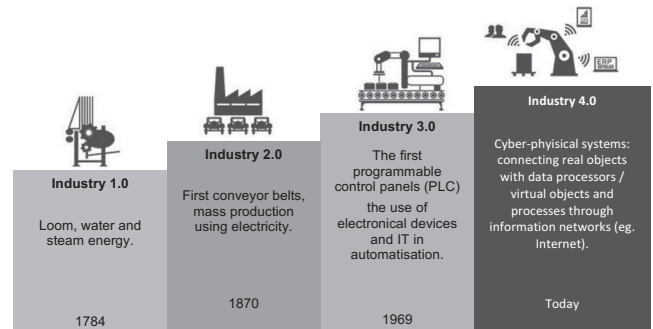 Industry 1.0
Loom, water and
steam energy.
1784
Industry 2.0
First conveyor belts,
mass production
using electricity.
1870
Industry 3.0
The first
programmable
control panels (PLC)
the use of
electronical devices
and IT in
automatisation.
1969
ERP
Industry 4.0
Cyber-phyisical systems:
connecting real objects
with data processors /
virtual objects and
processes through
information networks (eg.
Internet).
Today